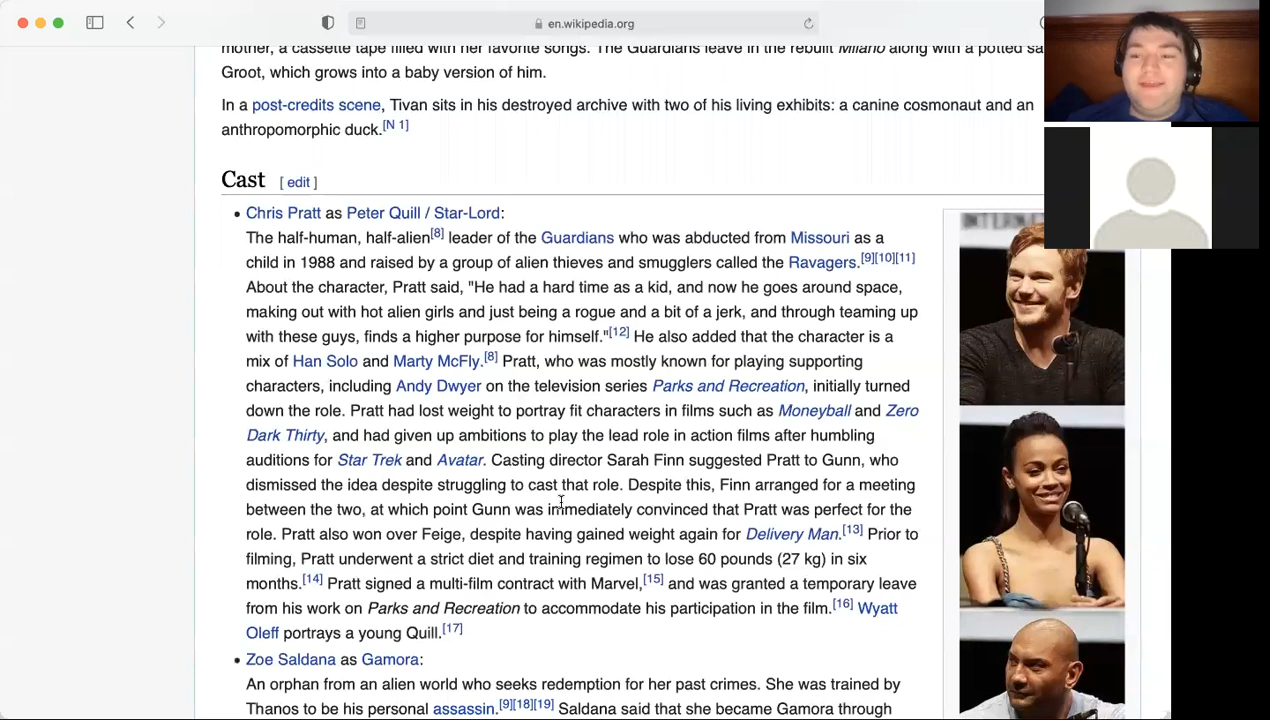 en.wikipedia.org
mother, a cassette tape filled with her favorite songs. The Guardians leave in the rebuilt Milano along with a potted
Groot, which grows into a baby version of him.
In a post-credits scene, Tivan sits in his destroyed archive with two of his living exhibits: a canine cosmonaut and an
anthropomorphic duck.[N 1]
Cast [ edit ]
• Chris Pratt as Peter Quill / Star-Lord:
The half-human, half-alien[8] leader of the Guardians who was abducted from Missouri as a
child in 1988 and raised by a group of alien thieves and smugglers called the Ravagers.[9][10][11]
About the character, Pratt said, "He had a hard time as a kid, and now he goes around space,
making out with hot alien girls and just being a rogue and a bit of a jerk, and through teaming up
with these guys, finds a higher purpose for himself."[12] He also added that the character is a
mix of Han Solo and Marty McFly.[8] Pratt, who was mostly known for playing supporting
characters, including Andy Dwyer on the television series Parks and Recreation, initially turned
down the role. Pratt had lost weight to portray fit characters in films such as Moneyball and Zero
Dark Thirty, and had given up ambitions to play the lead role in action films after humbling
auditions for Star Trek and Avatar. Casting director Sarah Finn suggested Pratt to Gunn, who
dismissed the idea despite struggling to cast that role. Despite this, Finn arranged for a meeting
between the two, at which point Gunn was immediately convinced that Pratt was perfect for the
role. Pratt also won over Feige, despite having gained weight again for Delivery Man.[13] Prior to
filming, Pratt underwent a strict diet and training regimen to lose 60 pounds (27 kg) in six
months.[14] Pratt signed a multi-film contract with Marvel,[15] and was granted a temporary leave
from his work on Parks and Recreation to accommodate his participation in the film.[16] Wyatt
Oleff portrays a young Quill.[17]
• Zoe Saldana as Gamora:
An orphan from an alien world who seeks redemption for her past crimes. She was trained by
Thanos to be his personal assassin.[9][18][19] Saldana said that she became Gamora through